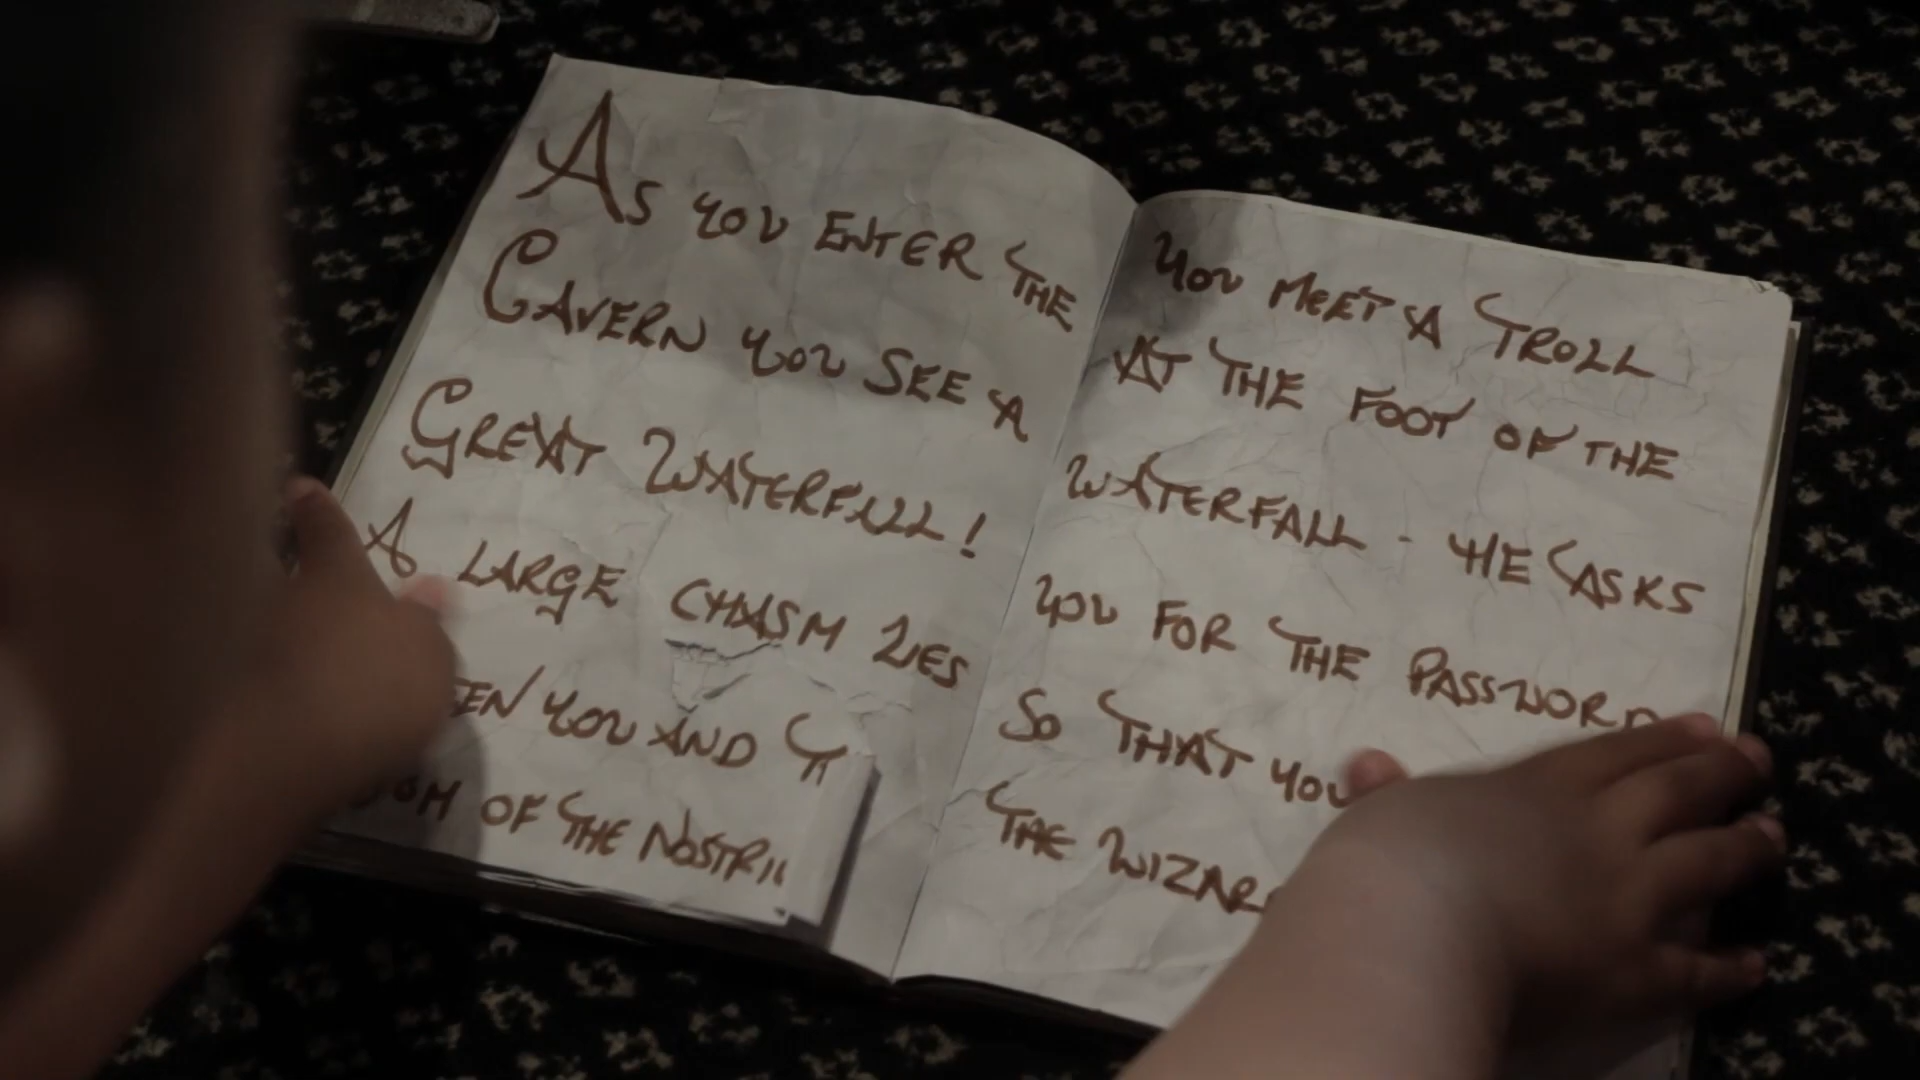 As you enter the
Cavern you see a
Great Waterfall!
A large chasm lies
you and
of the
You meet a Troll
at the foot of the
waterfall - he asks
you for the password
So that you
the